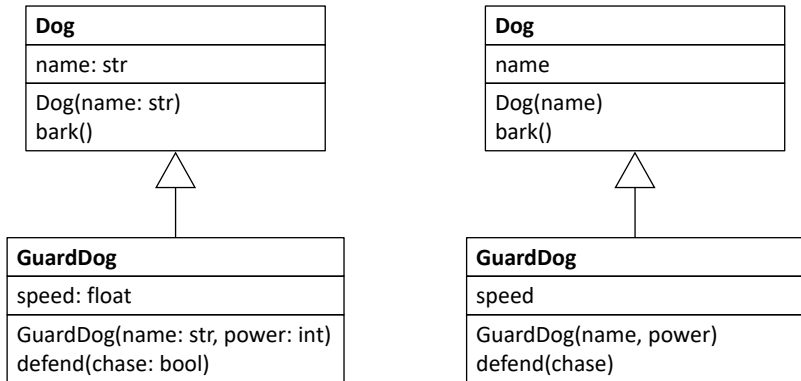 Dog
name: str
Dog(name: str)
bark()
GuardDog
speed: float
GuardDog(name: str, power: int)
defend(chase: bool)
Dog
name
Dog(name)
bark()
GuardDog
speed
GuardDog(name, power)
defend(chase)